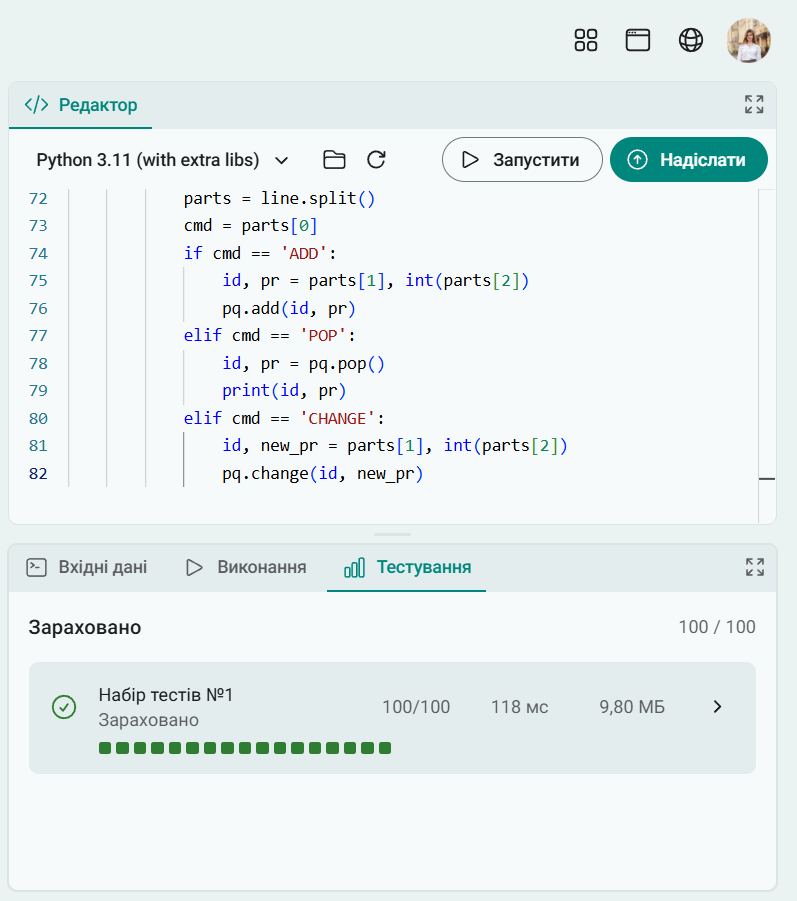 </> Редактор
Python 3.11 (with extra libs)
Запустити
Надіслати
72 parts = line.split()
73 cmd = parts[0]
74 if cmd == 'ADD':
75 id, pr = parts[1], int(parts[2])
76 pq.add(id, pr)
77 elif cmd == 'POP':
78 id, pr = pq.pop()
79 print(id, pr)
80 elif cmd == 'CHANGE':
81 id, new_pr = parts[1], int(parts[2])
82 pq.change(id, new_pr)
Вхідні дані
Виконання
Тестування
Зараховано
100 / 100
Набір тестів №1
Зараховано
100/100
118 мс
9,80 МБ